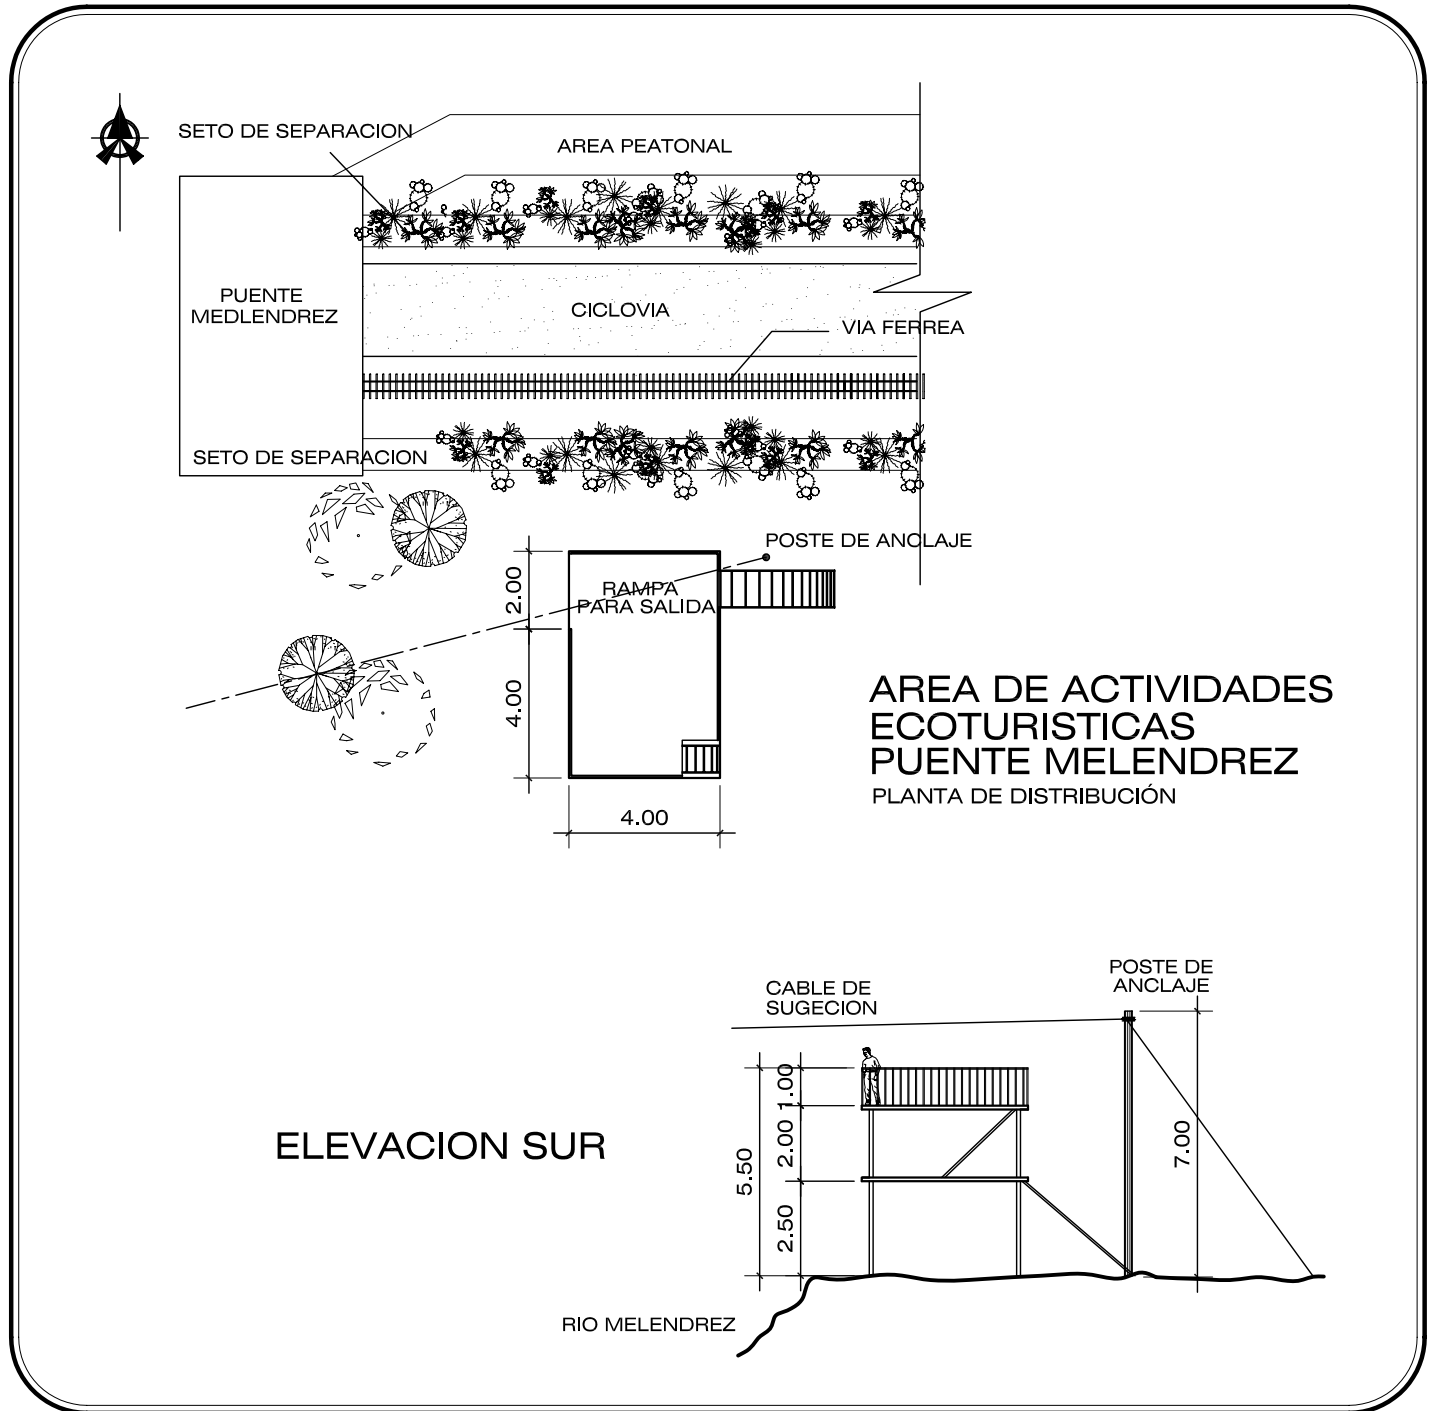 SETO DE SEPARACION
AREA PEATONAL
PUENTE
MEDLENDREZ
CICLOVIA
VIA FERREA
SETO DE SEPARACION
POSTE DE ANCLAJE
RAMPA
PARA SALIDA
2.00
4.00
4.00
AREA DE ACTIVIDADES
ECOTURISTICAS
PUENTE MELENDREZ
PLANTA DE DISTRIBUCIÓN
CABLE DE
SUGECION
POSTE DE
ANCLAJE
1.00
2.00
2.50
5.50
7.00
ELEVACION SUR
RIO MELENDREZ